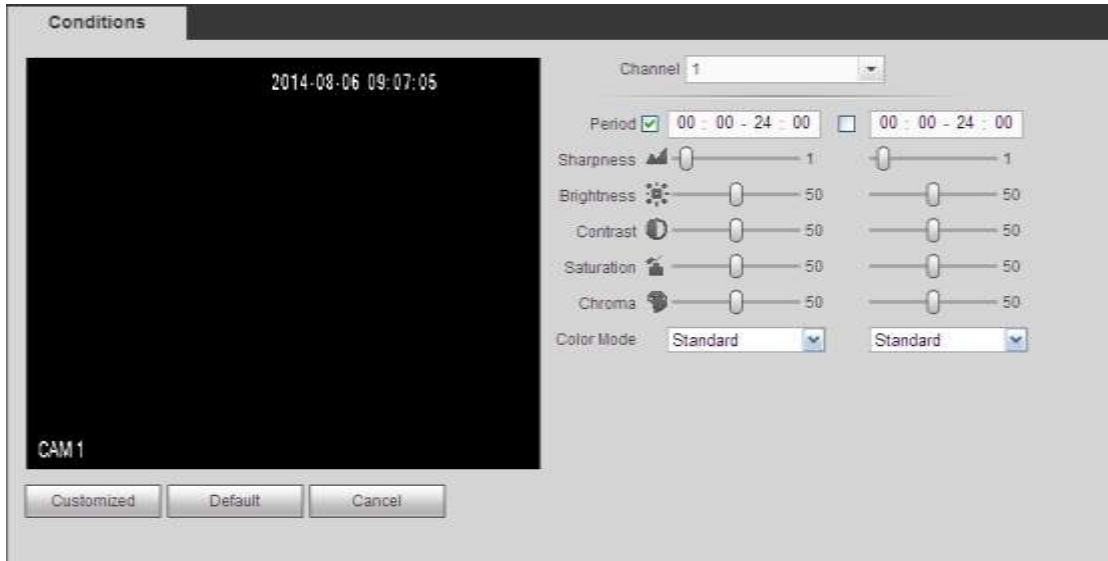 Conditions
2014-08-06 09:07:05
CAM 1
Customized Default Cancel
Channel 1
Period 00 : 00 - 24 : 00 00 : 00 - 24 : 00
Sharpness 1 1
Brightness 50 50
Contrast 50 50
Saturation 50 50
Chroma 50 50
Color Mode Standard Standard